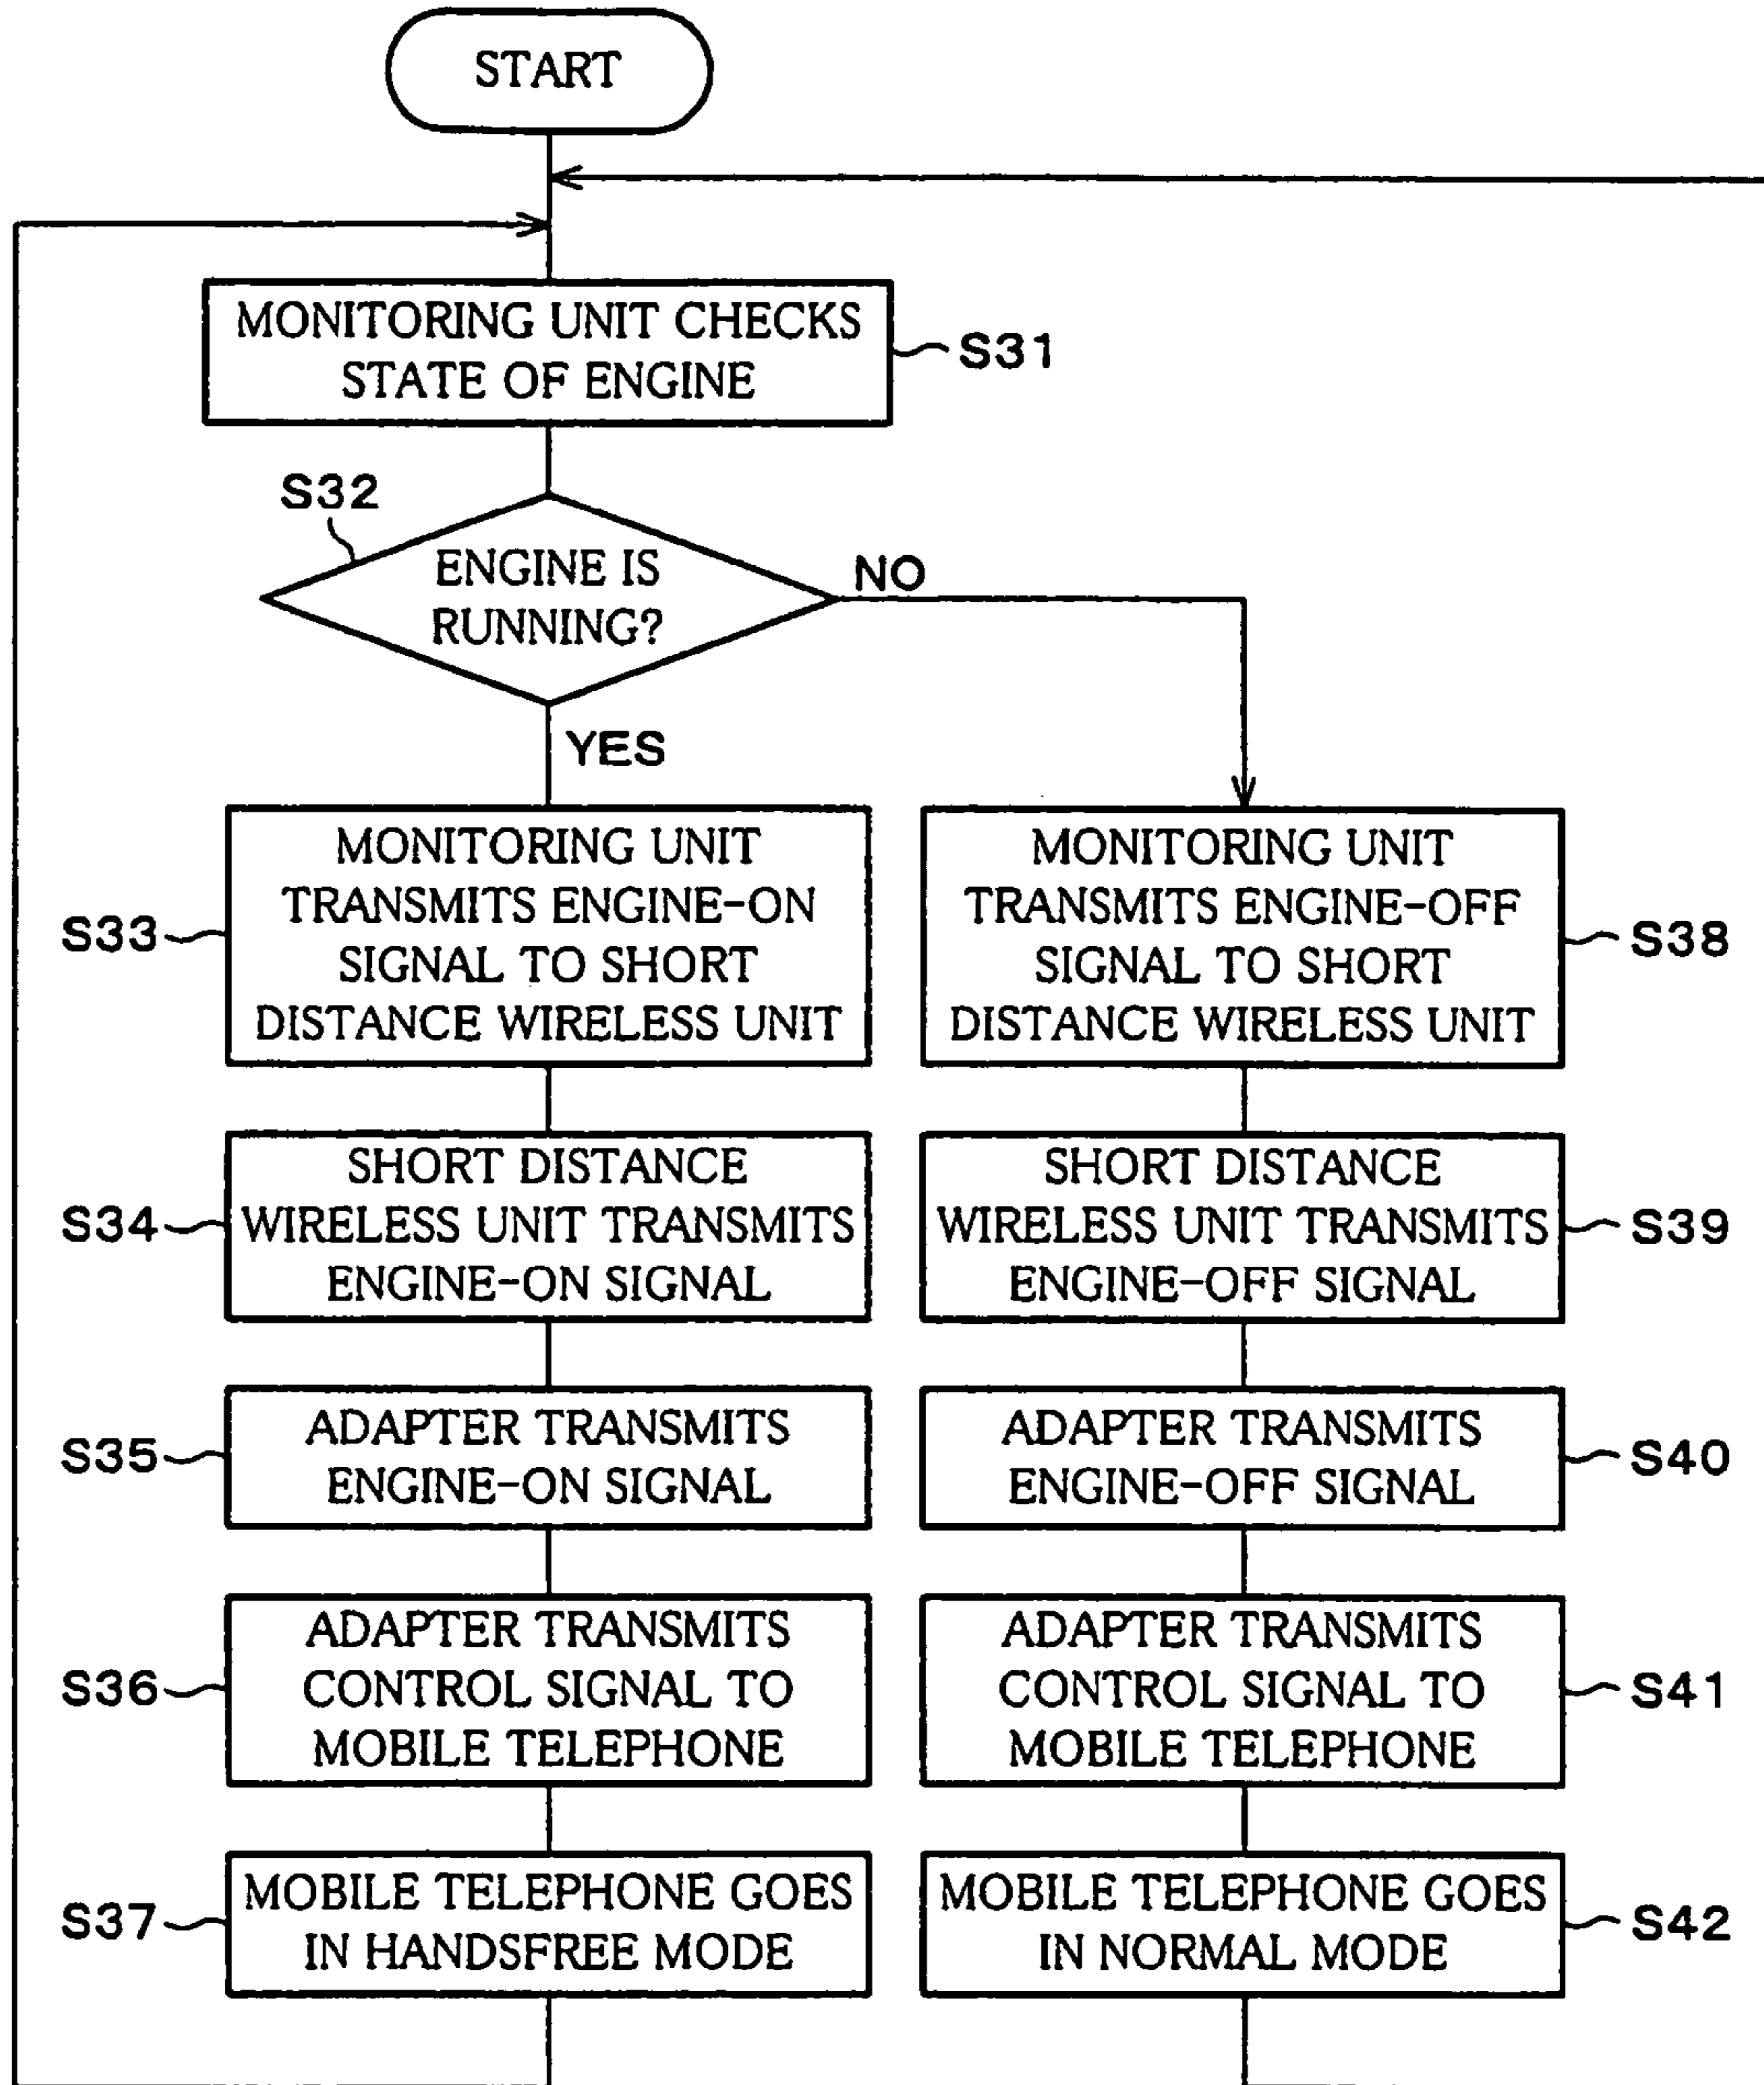 START
MONITORING UNIT CHECKS
STATE OF ENGINE
S31
S32
ENGINE IS
RUNNING?
NO
YES
MONITORING UNIT
TRANSMITS ENGINE-ON
SIGNAL TO SHORT
DISTANCE WIRELESS UNIT
S33
MONITORING UNIT
TRANSMITS ENGINE-OFF
SIGNAL TO SHORT
DISTANCE WIRELESS UNIT
S38
SHORT DISTANCE
WIRELESS UNIT TRANSMITS
ENGINE-ON SIGNAL
S34
SHORT DISTANCE
WIRELESS UNIT TRANSMITS
ENGINE-OFF SIGNAL
S39
ADAPTER TRANSMITS
ENGINE-ON SIGNAL
S35
ADAPTER TRANSMITS
ENGINE-OFF SIGNAL
S40
ADAPTER TRANSMITS
CONTROL SIGNAL TO
MOBILE TELEPHONE
S36
ADAPTER TRANSMITS
CONTROL SIGNAL TO
MOBILE TELEPHONE
S41
MOBILE TELEPHONE GOES
IN HANDSFREE MODE
S37
MOBILE TELEPHONE GOES
IN NORMAL MODE
S42